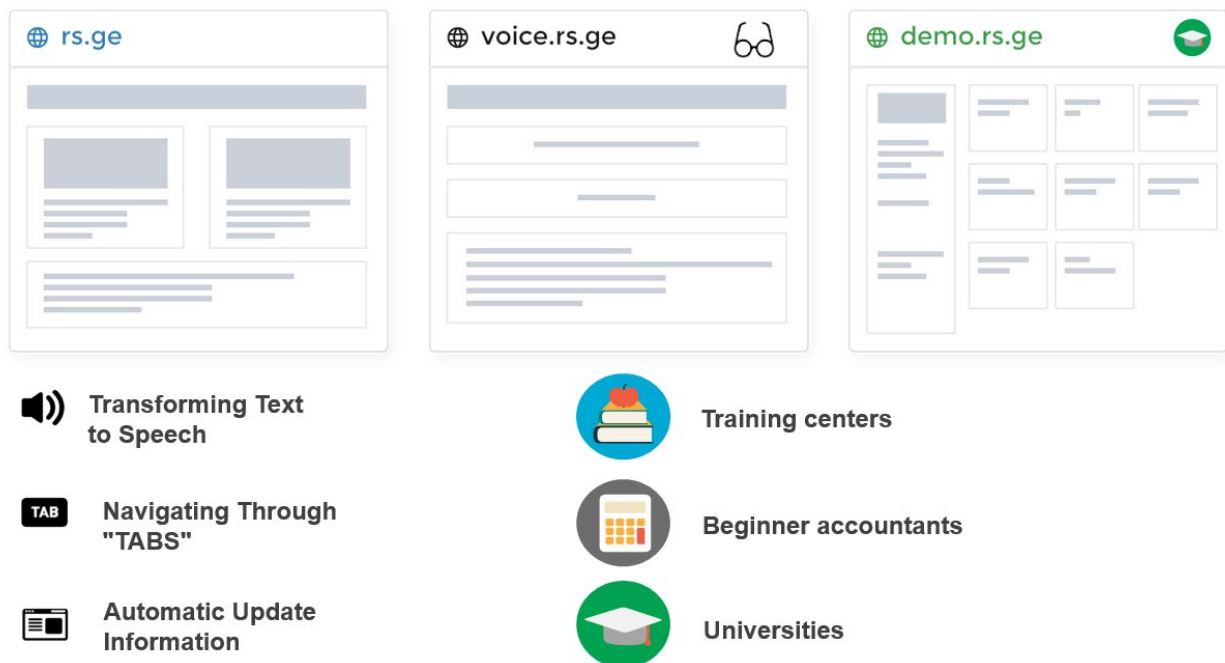 rs.ge
voice.rs.ge
demo.rs.ge
Transforming Text
to Speech
TAB
Navigating Through
"TABS"
Automatic Update
Information
Training centers
Beginner accountants
Universities